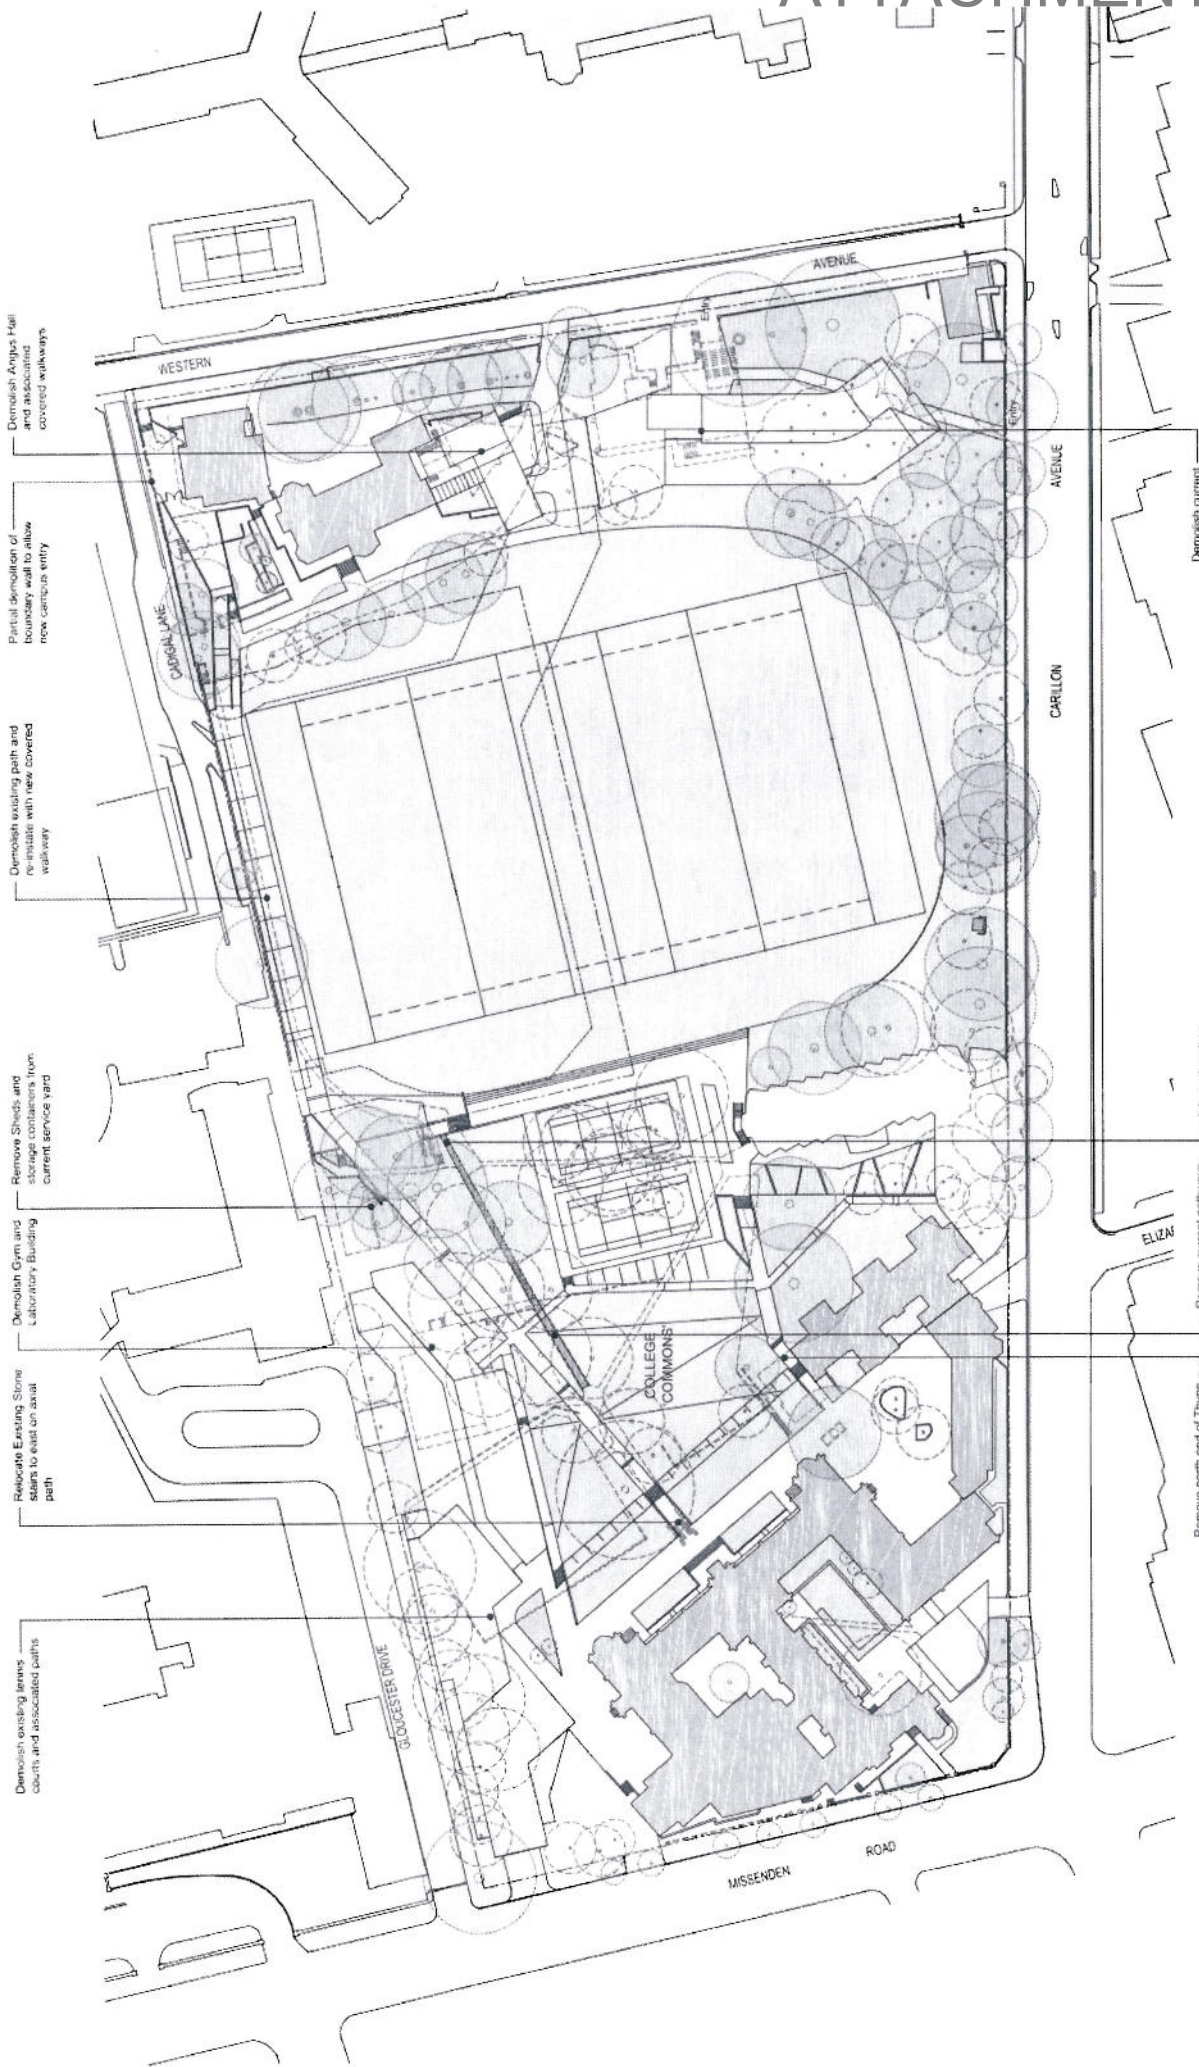 ATTACHMENT
Demolish existing tennis
courts and associated paths
Relocate Existing Stone
stairs to east on axial
path
Demolish Gym and
Laboratory Building
Remove Sheds and
storage containers from
current service yard
Demolish existing path and
re-instate with new covered
walkway
Partial demolition of
boundary wall to allow
new campus entry
Demolish Angus Hall
and associated
covered walkways
WESTERN
AVENUE
CADIGAL LANE
Entry
Entry
CARILLON
AVENUE
GLOUCESTER DRIVE
COLLEGE
COMMONS
MISSENDEN
ROAD
Demolish current